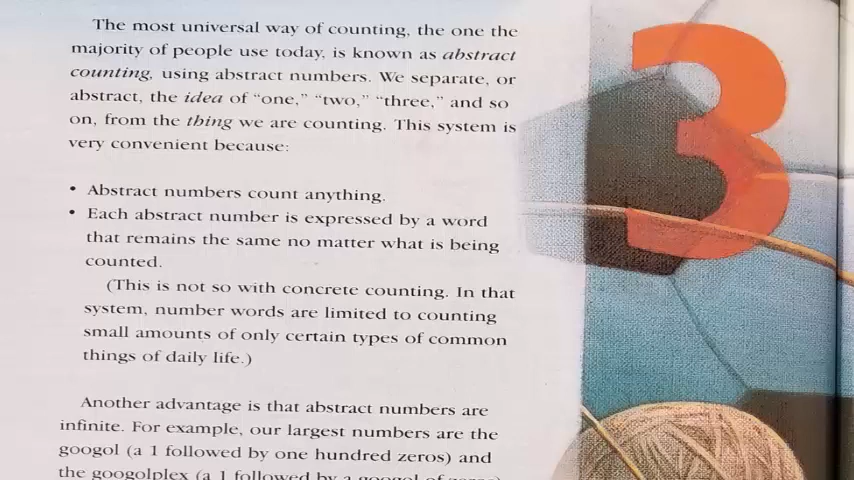 The most universal way of counting, the one the
majority of people use today, is known as abstract
counting, using abstract numbers. We separate, or
abstract, the idea of “one,” “two,” “three,” and so
on, from the thing we are counting. This system is
very convenient because:
• Abstract numbers count anything.
• Each abstract number is expressed by a word
that remains the same no matter what is being
counted.
(This is not so with concrete counting. In that
system, number words are limited to counting
small amounts of only certain types of common
things of daily life.)
Another advantage is that abstract numbers are
infinite. For example, our largest numbers are the
googol (a 1 followed by one hundred zeros) and
the googolplex (a 1 followed by a googol of zeros)
3